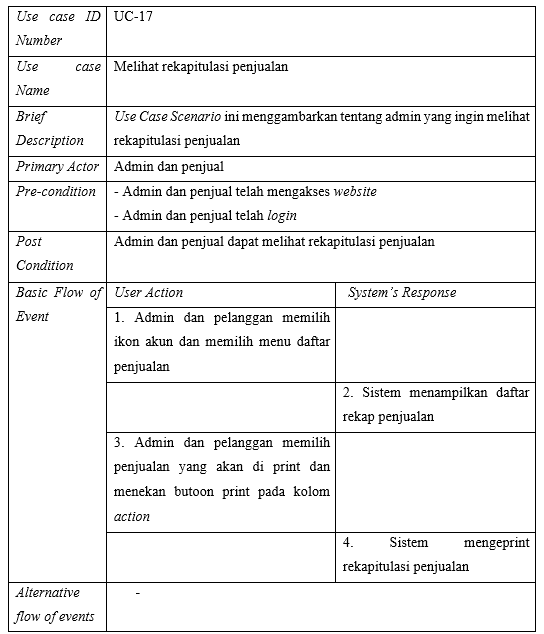 Use case ID UC-17
Number
Use case Melihat rekapitulasi penjualan
Name
Brief Use Case Scenario ini menggambarkan tentang admin yang ingin melihat
Description rekapitulasi penjualan
Primary Actor Admin dan penjual
Pre-condition - Admin dan penjual telah mengakses website
- Admin dan penjual telah login
Post Admin dan penjual dapat melihat rekapitulasi penjualan
Condition
Basic Flow of User Action System's Response
Event 1. Admin dan pelanggan memilih
ikon akun dan memilih menu daftar
penjualan
2. Sistem menampilkan daftar
rekap penjualan
3. Admin dan pelanggan memilih
penjualan yang akan di print dan
menekan butoon print pada kolom
action
4. Sistem mengeprint
rekapitulasi penjualan
Alternative -
flow of events